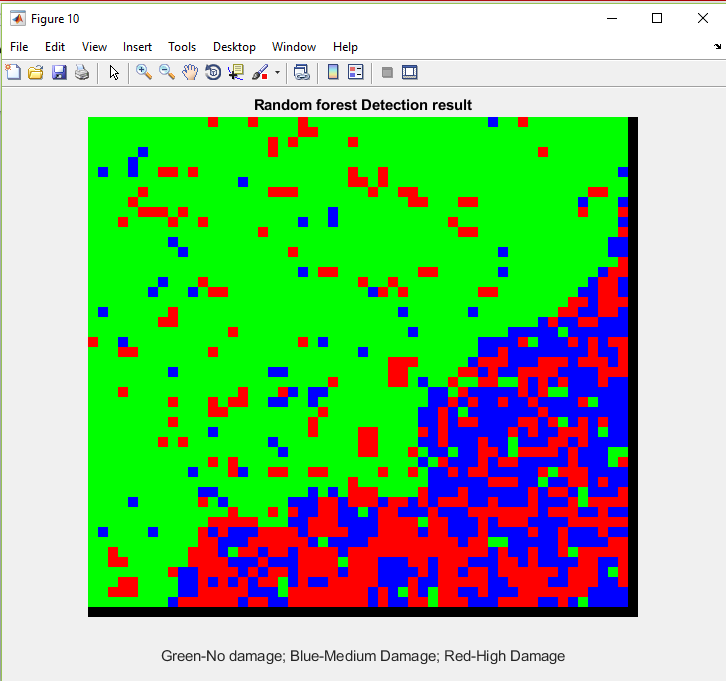 Figure 10
File Edit View Insert Tools Desktop Window Help
Random forest Detection result
Green-No damage; Blue-Medium Damage; Red-High Damage